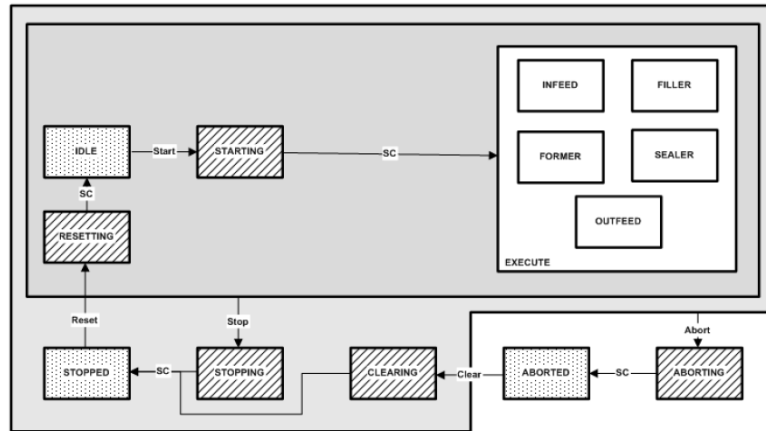 INFEED
FILLER
FORMER
SEALER
OUTFEED
EXECUTE
IDLE
Start
STARTING
SC
SC
RESETTING
Reset
Stop
Abort
STOPPED
SC
STOPPING
CLEARING
Clear
ABORTED
SC
ABORTING